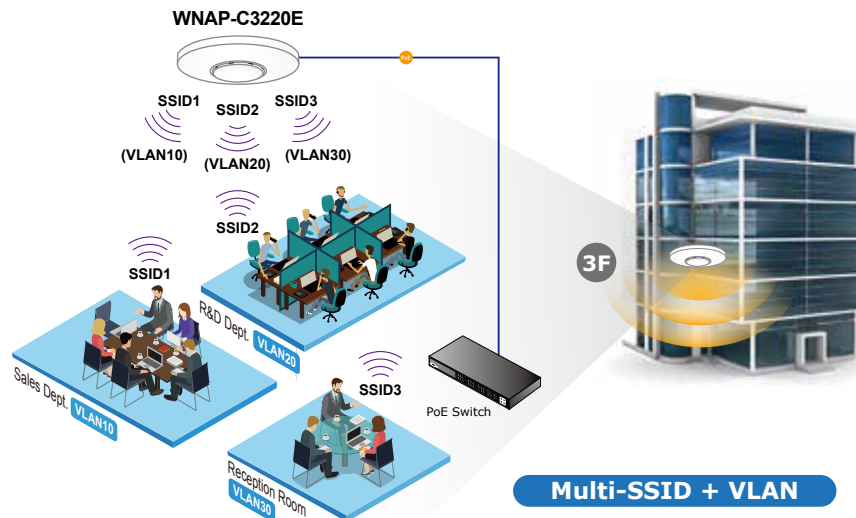 WNAP-C3220E
PoE
SSID1
SSID2
SSID3
(VLAN10)
(VLAN20)
(VLAN30)
SSID2
SSID1
3F
R&D Dept. VLAN20
SSID3
PoE Switch
Sales Dept. VLAN10
Reception Room
VLAN30
Multi-SSID + VLAN